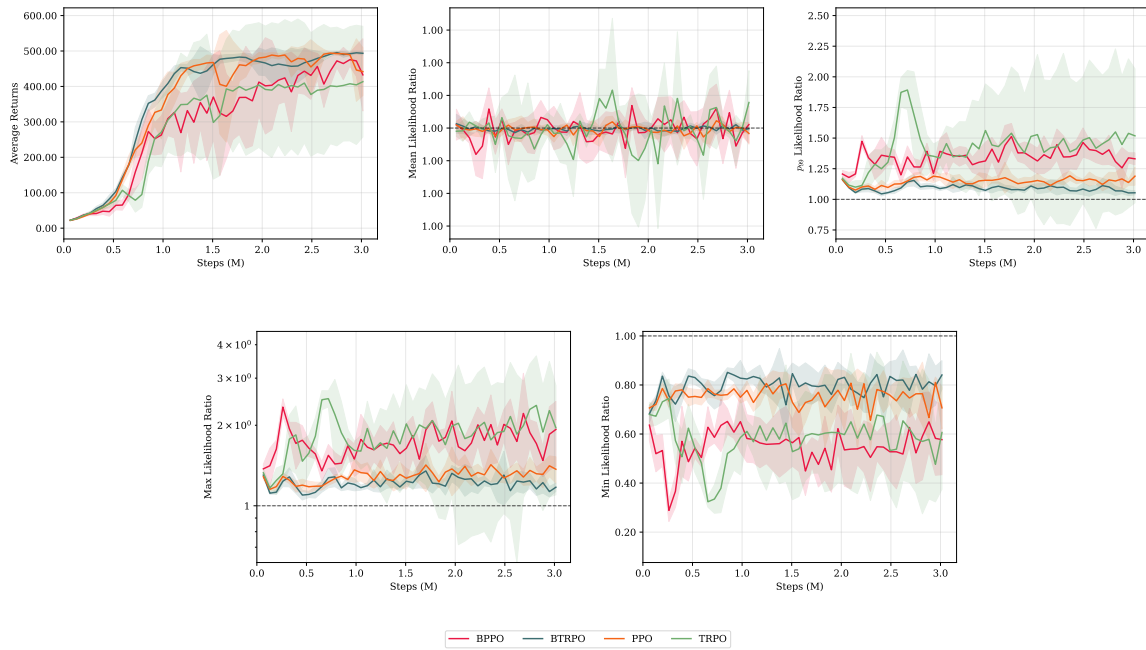 600.00
500.00
400.00
300.00
200.00
100.00
0.00
Average Returns
0.0 0.5 1.0 1.5 2.0 2.5 3.0
Steps (M)
1.00
1.00
1.00
1.00
1.00
1.00
1.00
Mean Likelihood Ratio
0.0 0.5 1.0 1.5 2.0 2.5 3.0
Steps (M)
2.50
2.25
2.00
1.75
1.50
1.25
1.00
0.75
Likelihood Ratio
0.0 0.5 1.0 1.5 2.0 2.5 3.0
Steps (M)
4 × 10⁰
3 × 10⁰
2 × 10⁰
1
Max Likelihood Ratio
0.0 0.5 1.0 1.5 2.0 2.5 3.0
Steps (M)
1.00
0.80
0.60
0.40
0.20
Min Likelihood Ratio
0.0 0.5 1.0 1.5 2.0 2.5 3.0
Steps (M)
BPPO BTRPO PPO TRPO